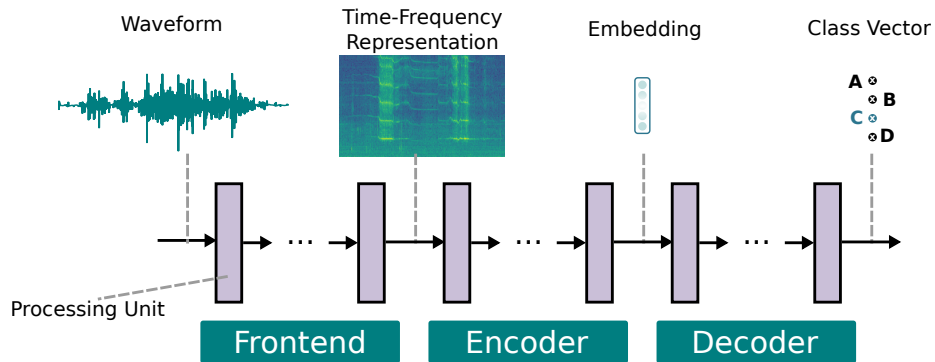 Waveform
Time-Frequency
Representation
Embedding
Class Vector
A
B
C
D
...
...
...
Processing Unit
Frontend
Encoder
Decoder